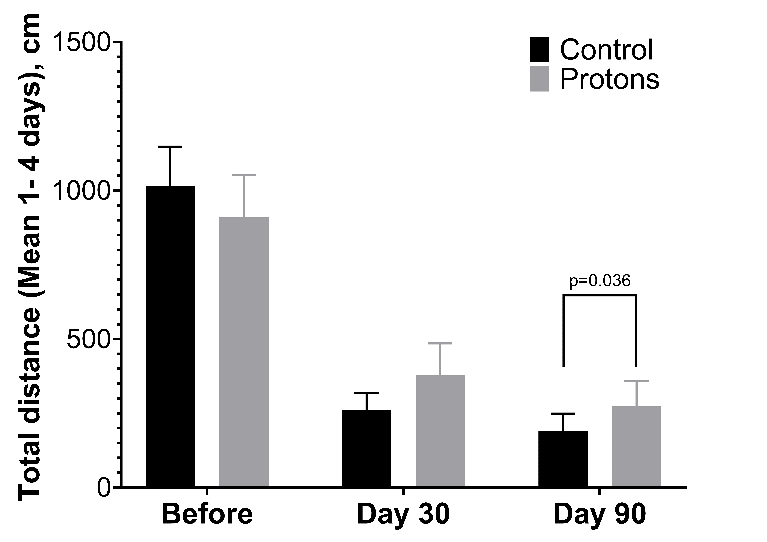 Total distance (Mean 1- 4 days), cm
1500
1000
500
0
Control
Protons
p=0.036
Before
Day 30
Day 90